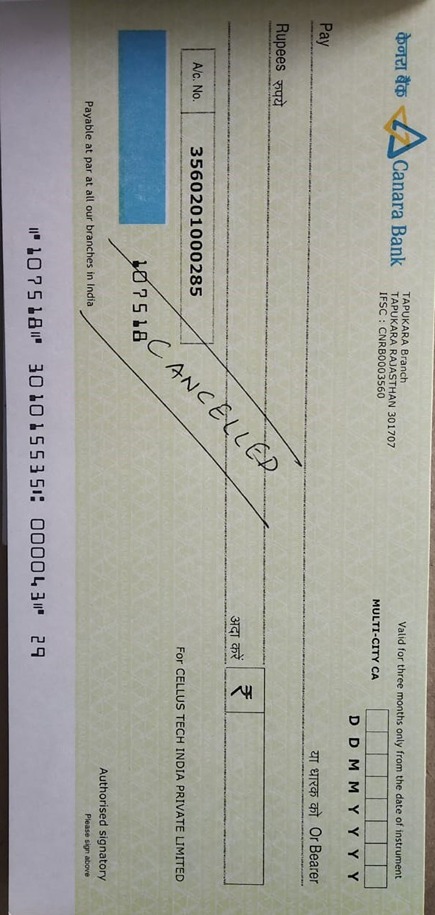 केनरा बैंक Canara Bank
TAPUKARA Branch
TAPUKARA RAJASTHAN 301707
IFSC : CNRB0003560
Valid for three months only from the date of instrument
MULTI-CITY CA
D D M M Y Y Y Y
Pay
या धारक को Or Bearer
Rupees रुपये
अदा करें ₹
A/c. No. 3560201000285
CANCELLED
For CELLUS TECH INDIA PRIVATE LIMITED
107518
Payable at par at all our branches in India
Authorised signatory
Please sign above
⑈107518⑈ 301015535⑆ 000043⑈ 29